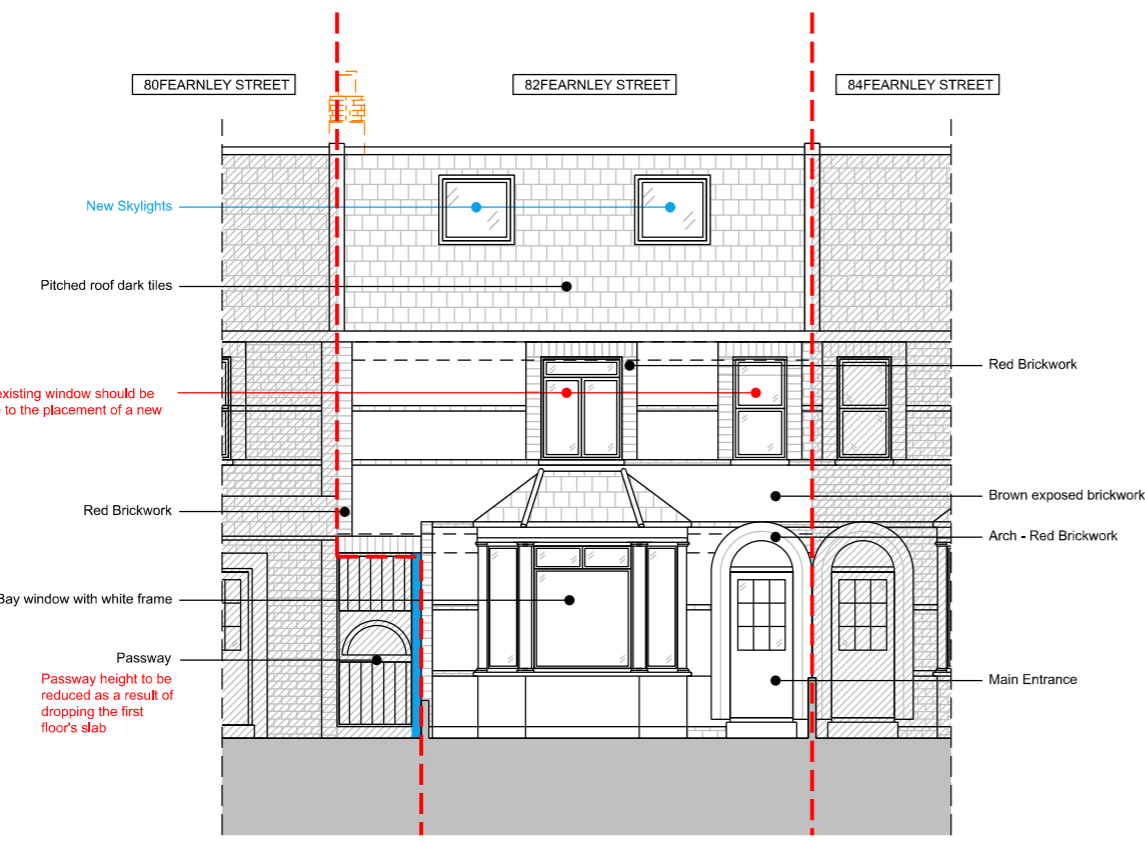 80FEARNLEY STREET
82FEARNLEY STREET
84FEARNLEY STREET
New Skylights
Pitched roof dark tiles
Red Brickwork
existing window should be
to the placement of a new
Red Brickwork
Brown exposed brickwork
Arch - Red Brickwork
Bay window with white frame
Passway
Passway height to be
reduced as a result of
dropping the first
floor's slab
Main Entrance